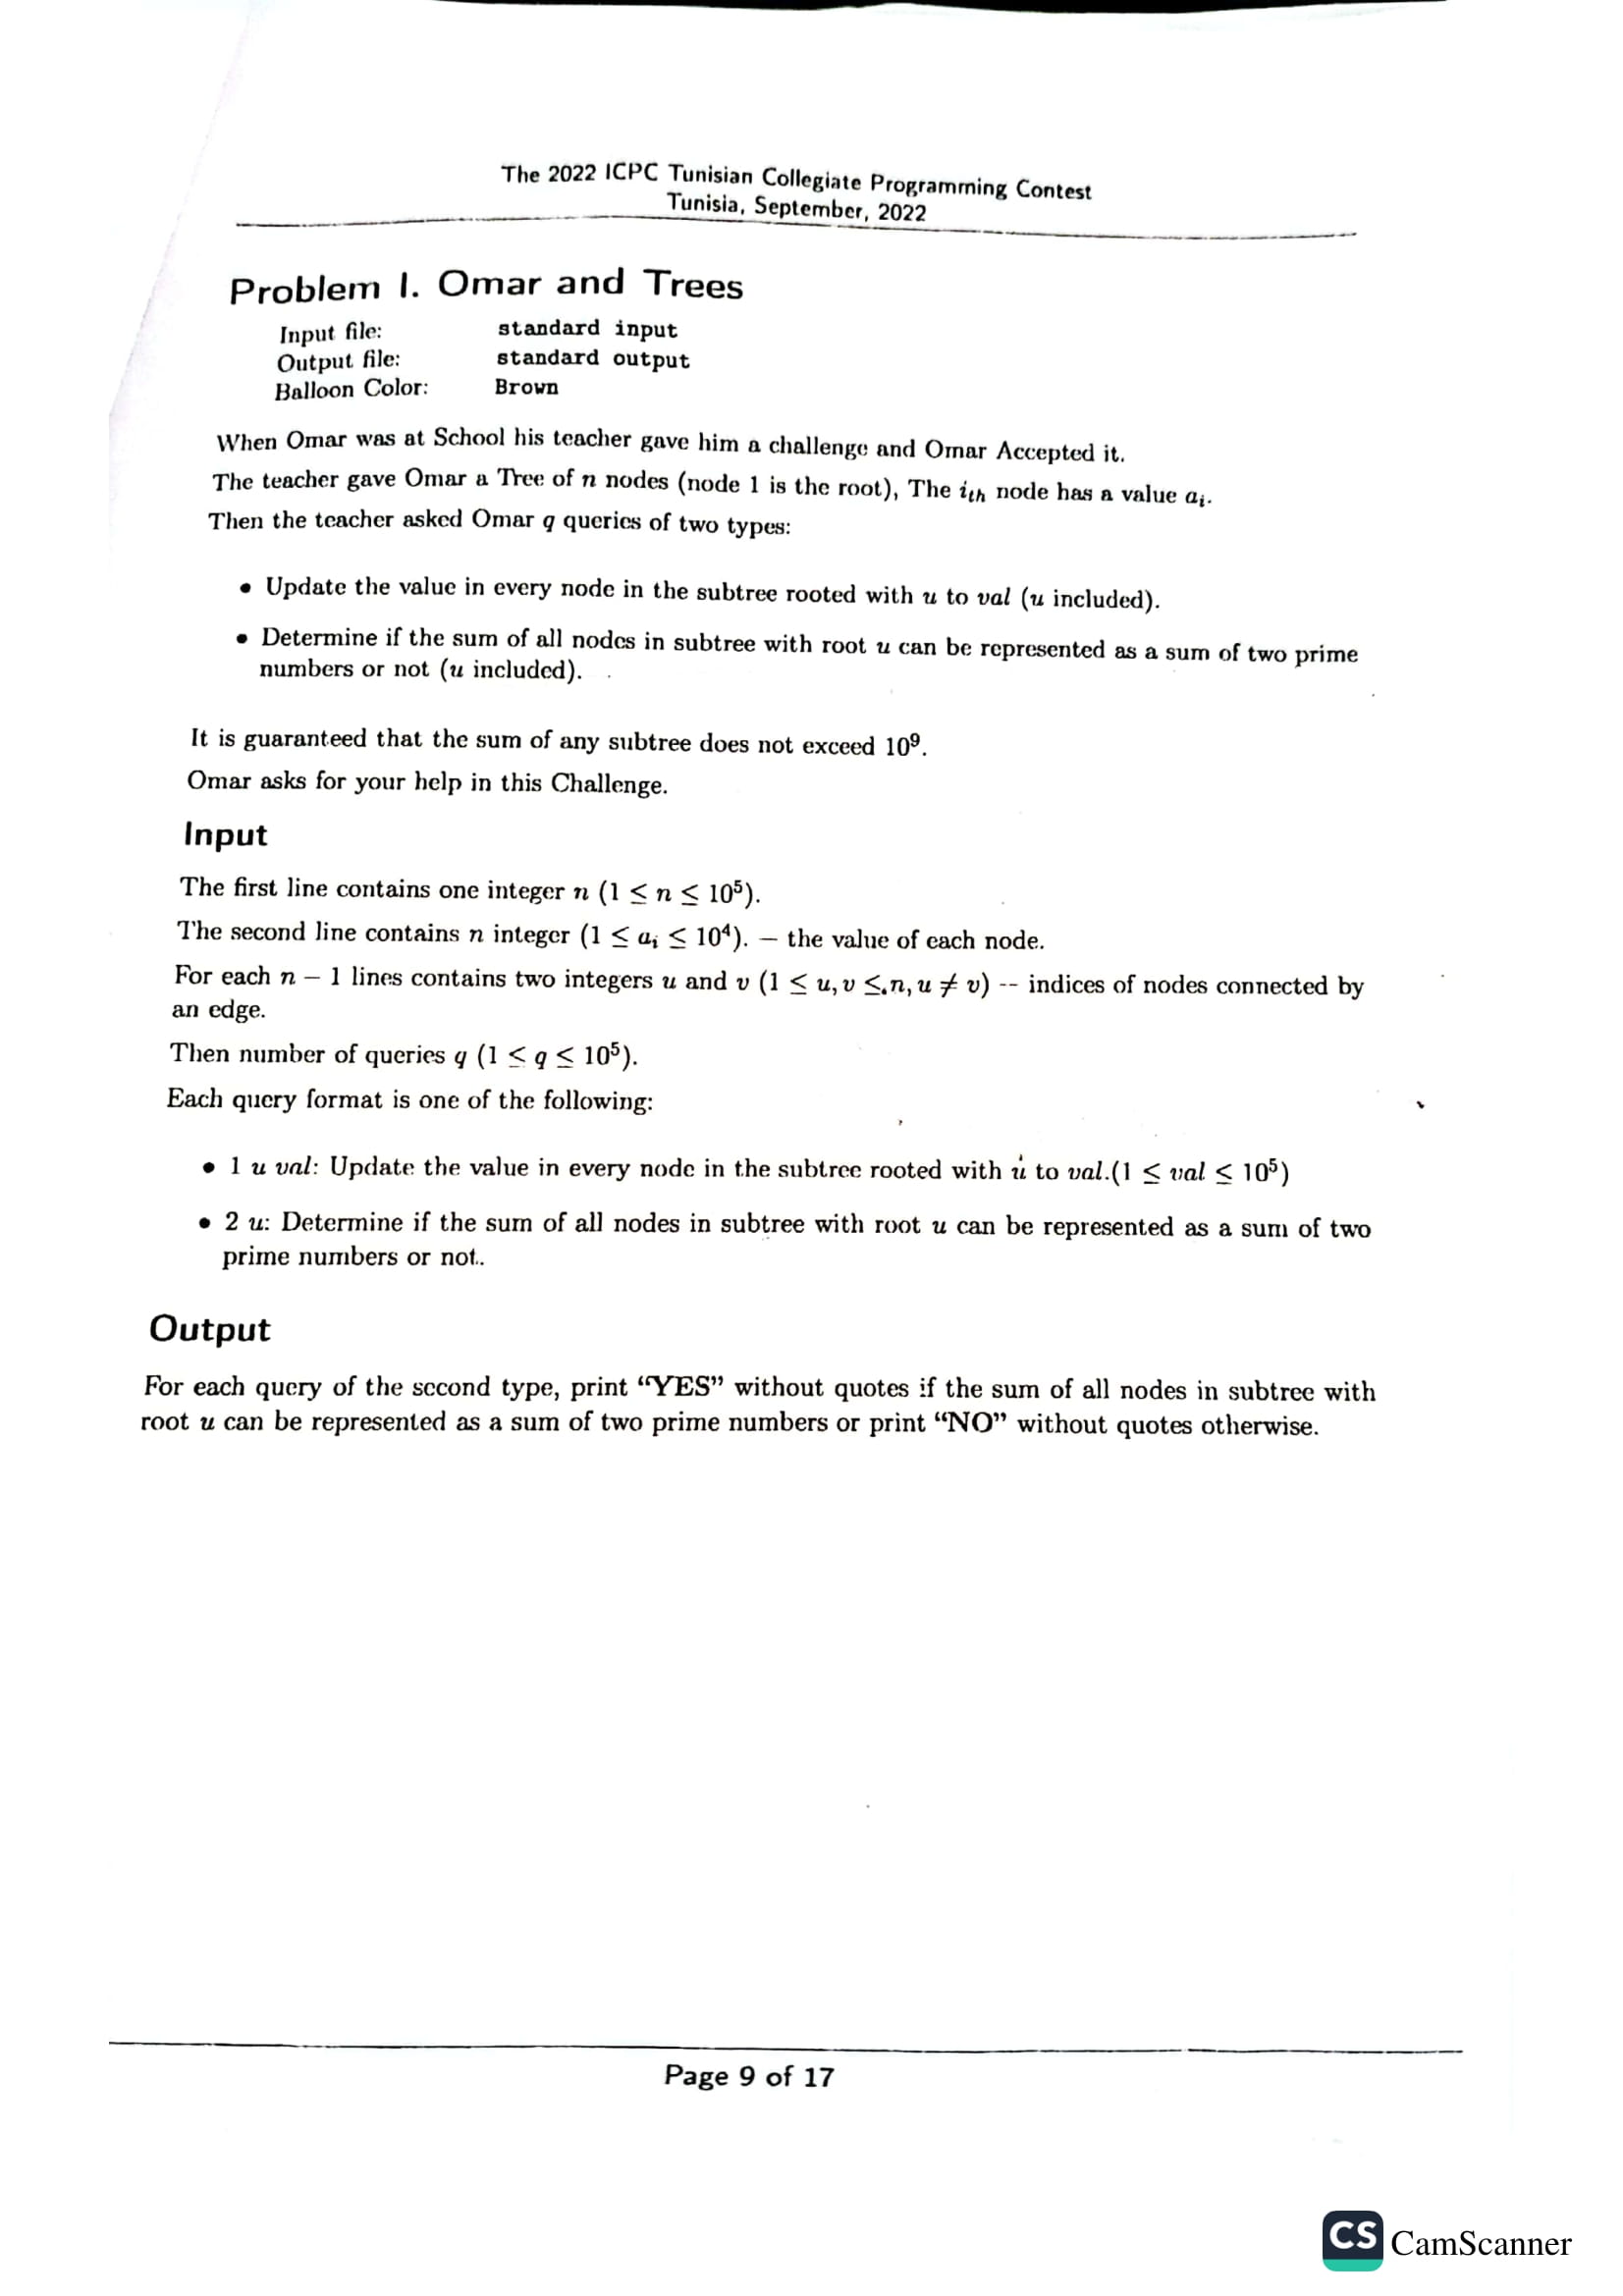 The 2022 ICPC Tunisian Collegiate Programming Contest
Tunisia, September, 2022
Problem I. Omar and Trees
Input file: standard input
Output file: standard output
Balloon Color: Brown
When Omar was at School his teacher gave him a challenge and Omar Accepted it.
The teacher gave Omar a Tree of n nodes (node 1 is the root), The i_th node has a value a_i.
Then the teacher asked Omar q queries of two types:
• Update the value in every node in the subtree rooted with u to val (u included).
• Determine if the sum of all nodes in subtree with root u can be represented as a sum of two prime
numbers or not (u included).
It is guaranteed that the sum of any subtree does not exceed 10^9.
Omar asks for your help in this Challenge.
Input
The first line contains one integer n (1 ≤ n ≤ 10^5).
The second line contains n integer (1 ≤ a_i ≤ 10^4). – the value of each node.
For each n − 1 lines contains two integers u and v (1 ≤ u, v ≤ n, u ≠ v) -- indices of nodes connected by
an edge.
Then number of queries q (1 ≤ q ≤ 10^5).
Each query format is one of the following:
• 1 u val: Update the value in every node in the subtree rooted with u to val.(1 ≤ val ≤ 10^5)
• 2 u: Determine if the sum of all nodes in subtree with root u can be represented as a sum of two
prime numbers or not..
Output
For each query of the second type, print “YES” without quotes if the sum of all nodes in subtree with
root u can be represented as a sum of two prime numbers or print “NO” without quotes otherwise.
Page 9 of 17
CS CamScanner